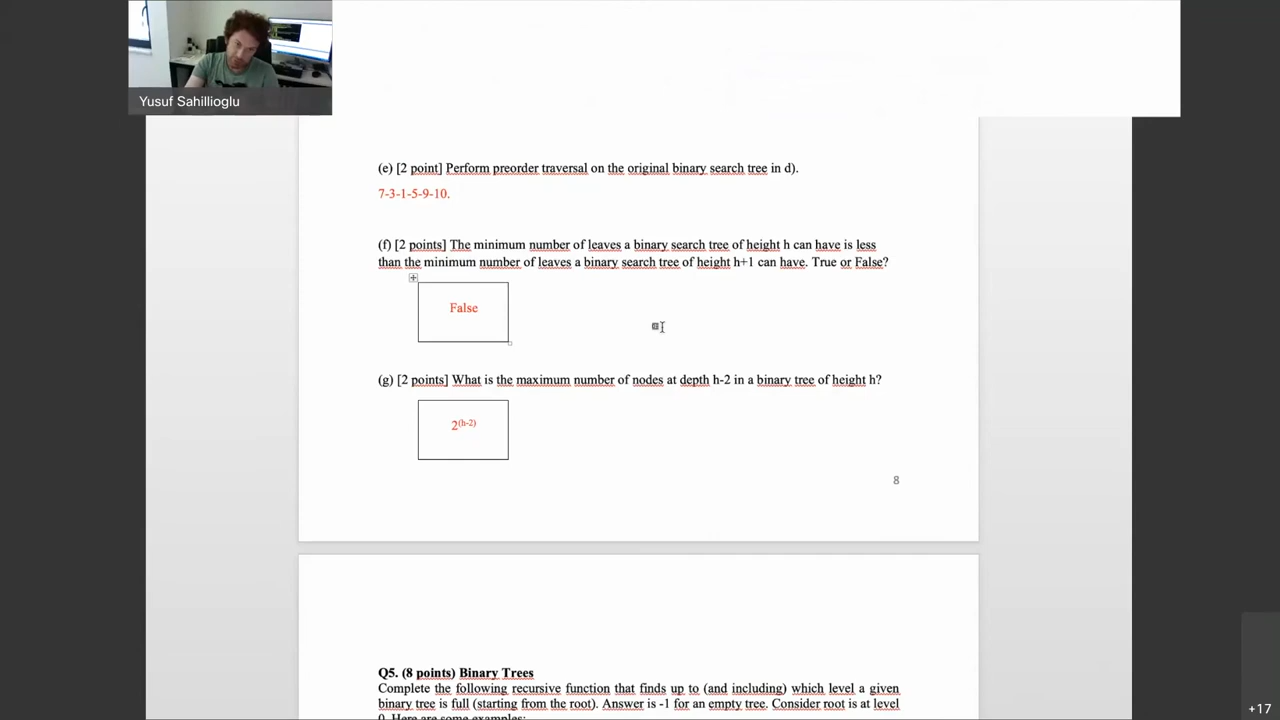 Yusuf Sahillioglu
(e) [2 point] Perform preorder traversal on the original binary search tree in d).
7-3-1-5-9-10.
(f) [2 points] The minimum number of leaves a binary search tree of height h can have is less
than the minimum number of leaves a binary search tree of height h+1 can have. True or False?
False
(g) [2 points] What is the maximum number of nodes at depth h-2 in a binary tree of height h?
2^(h-2)
8
Q5. (8 points) Binary Trees
Complete the following recursive function that finds up to (and including) which level a given
binary tree is full (starting from the root). Answer is -1 for an empty tree. Consider root is at level
0. Here are some examples:
+17